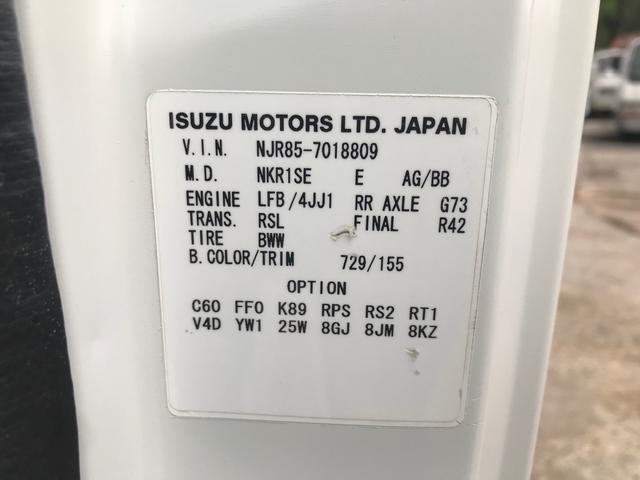 ISUZU MOTORS LTD. JAPAN
V.I.N. NJR85-7018809
M.D. NKR1SE E AG/BB
ENGINE LFB/4JJ1 RR AXLE G73
TRANS. RSL FINAL R42
TIRE BWW
B.COLOR/TRIM 729/155
OPTION
C60 FF0 K89 RPS RS2 RT1
V4D YW1 25W 8GJ 8JM 8KZ